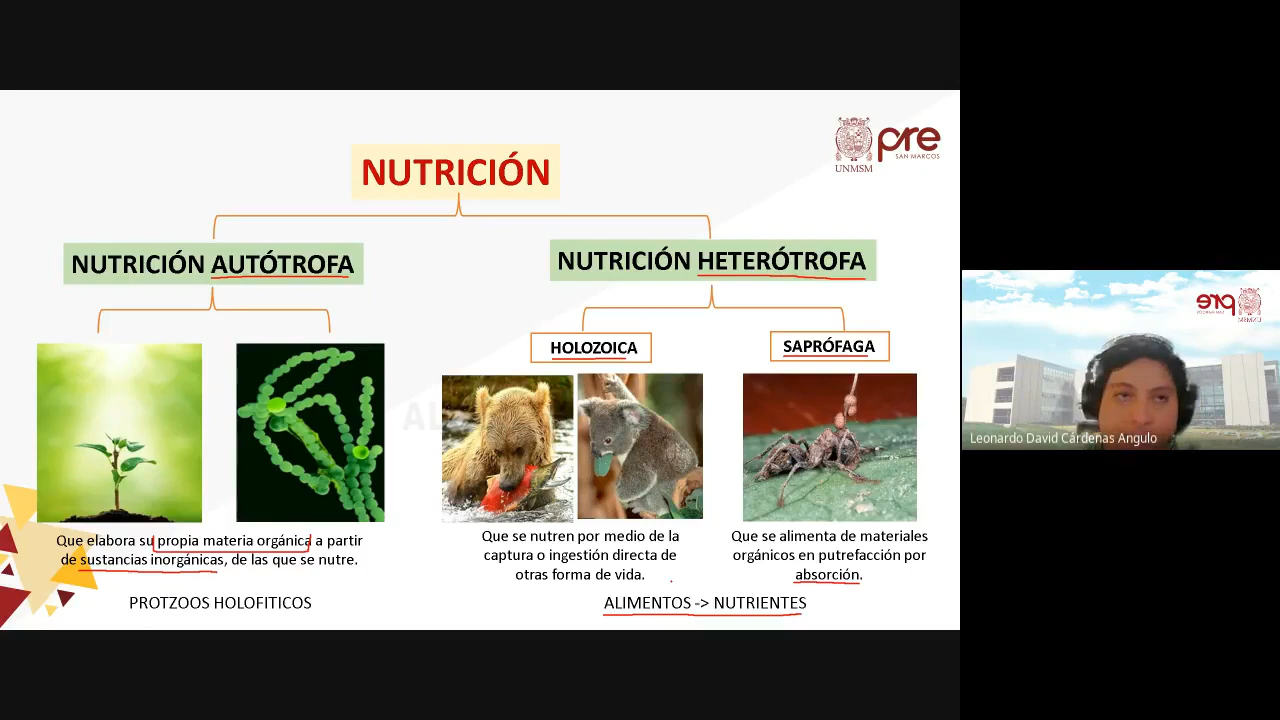 UNMSM
pre
SAN MARCOS
NUTRICIÓN
NUTRICIÓN AUTÓTROFA
NUTRICIÓN HETERÓTROFA
HOLOZOICA
SAPRÓFAGA
Que elabora su propia materia orgánica a partir
de sustancias inorgánicas, de las que se nutre.
PROTZOOS HOLOFITICOS
Que se nutren por medio de la
captura o ingestión directa de
otras forma de vida.
Que se alimenta de materiales
orgánicos en putrefacción por
absorción.
ALIMENTOS -> NUTRIENTES
pre
Leonardo David Cárdenas Angulo